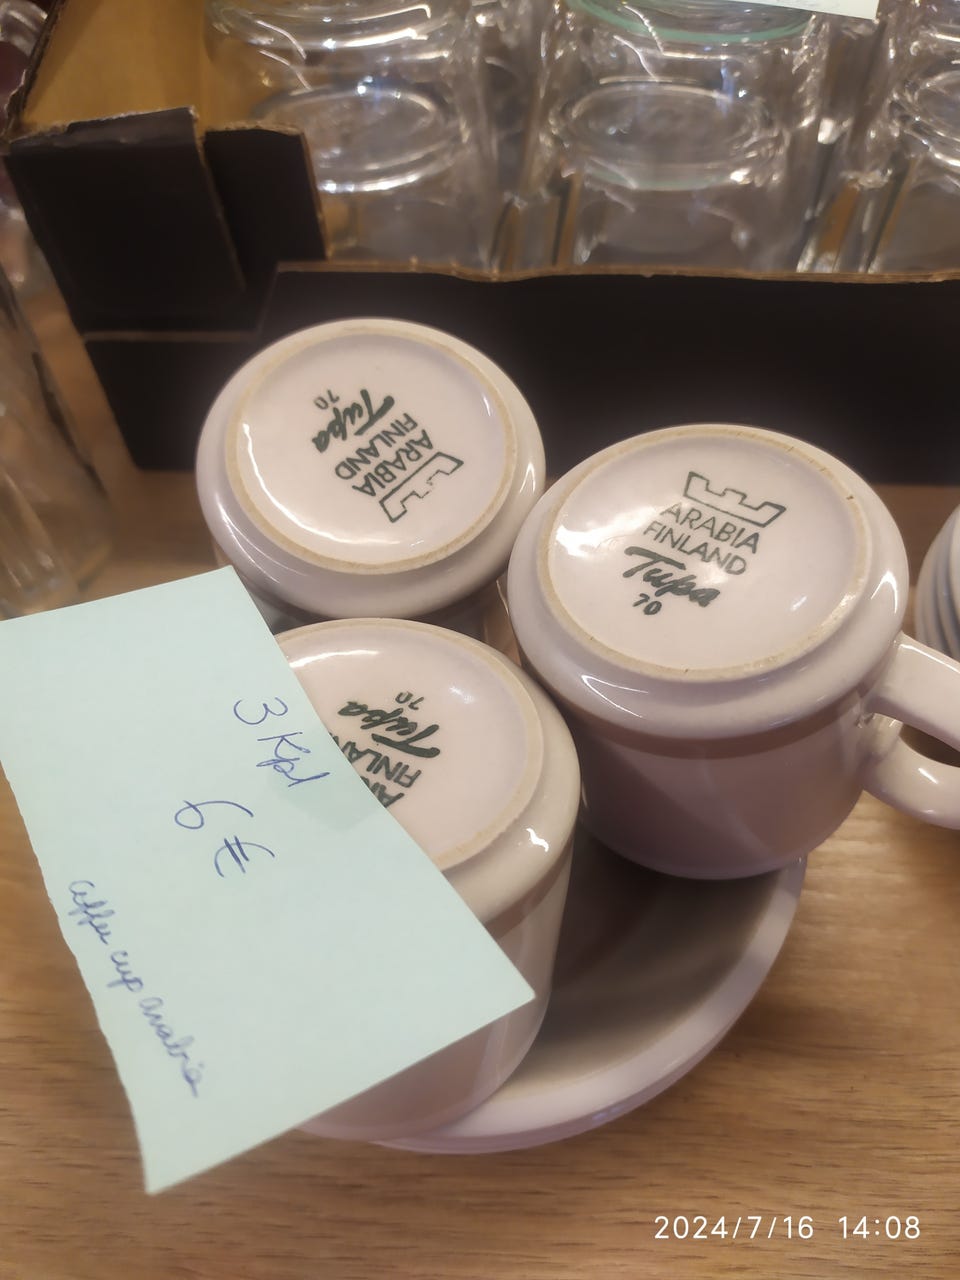 ARABIA
FINLAND
Tupa
70
ARABIA
FINLAND
Tupa
70
FINLA
Tupa
70
3 Kpl
6 €
coffee cup arabia
2024/7/16 14:08